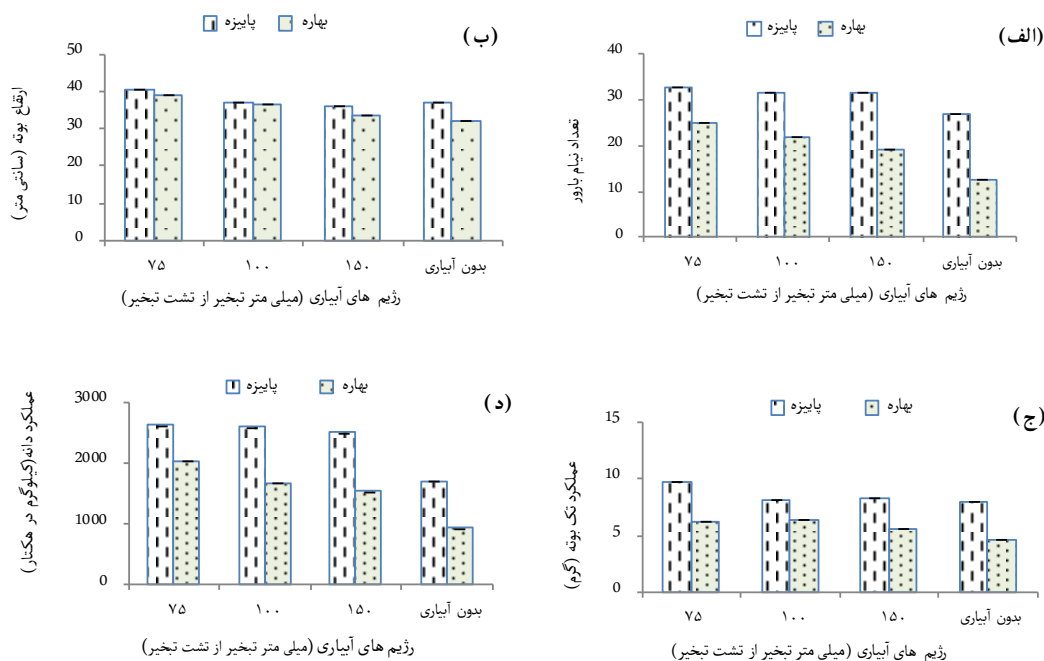 (الف)
پاییزه بهاره
تعداد نیام بارور
40
30
20
10
0
۷۵ ۱۰۰ ۱۵۰ بدون آبیاری
رژیم های آبیاری (میلی متر تبخیر از تشت تبخیر)
(ب)
پاییزه بهاره
ارتفاع بوته (سانتی متر)
50
40
30
20
10
0
۷۵ ۱۰۰ ۱۵۰ بدون آبیاری
رژیم های آبیاری (میلی متر تبخیر از تشت تبخیر)
(ج)
پاییزه بهاره
عملکرد تک بوته (گرم)
15
10
5
0
۷۵ ۱۰۰ ۱۵۰ بدون آبیاری
رژیم های آبیاری (میلی متر تبخیر از تشت تبخیر)
(د)
پاییزه بهاره
عملکرد دانه(کیلوگرم در هکتار)
3000
2000
1000
0
۷۵ ۱۰۰ ۱۵۰ بدون آبیاری
رژیم های آبیاری (میلی متر تبخیر از تشت تبخیر)